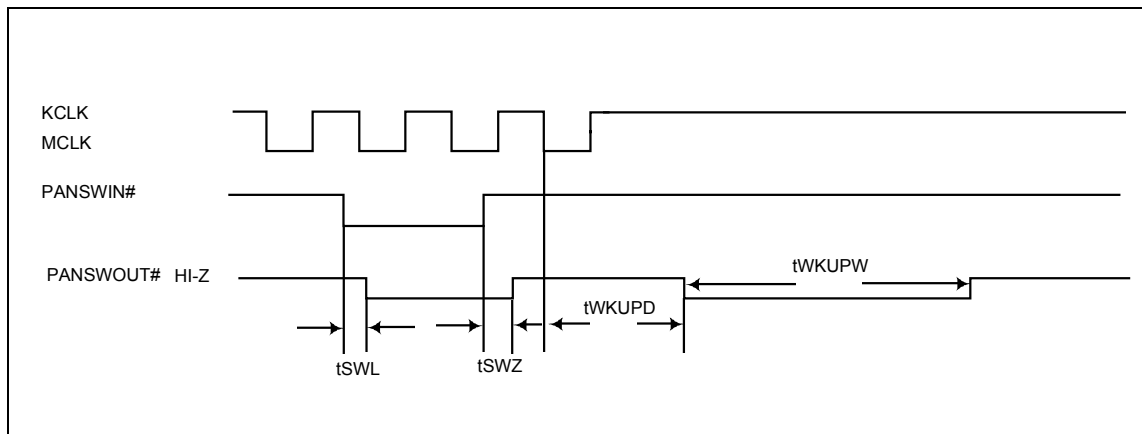 KCLK
MCLK
PANSWIN#
PANSWOUT# HI-Z
tWKUPW
tWKUPD
tSWL
tSWZ